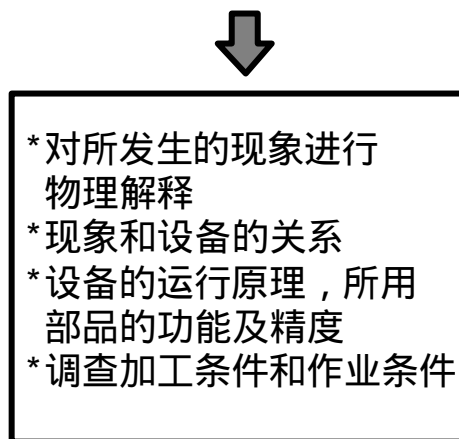 *对所发生的现象进行
物理解释
*现象和设备的关系
*设备的运行原理，所用
部品的功能及精度
*调查加工条件和作业条件